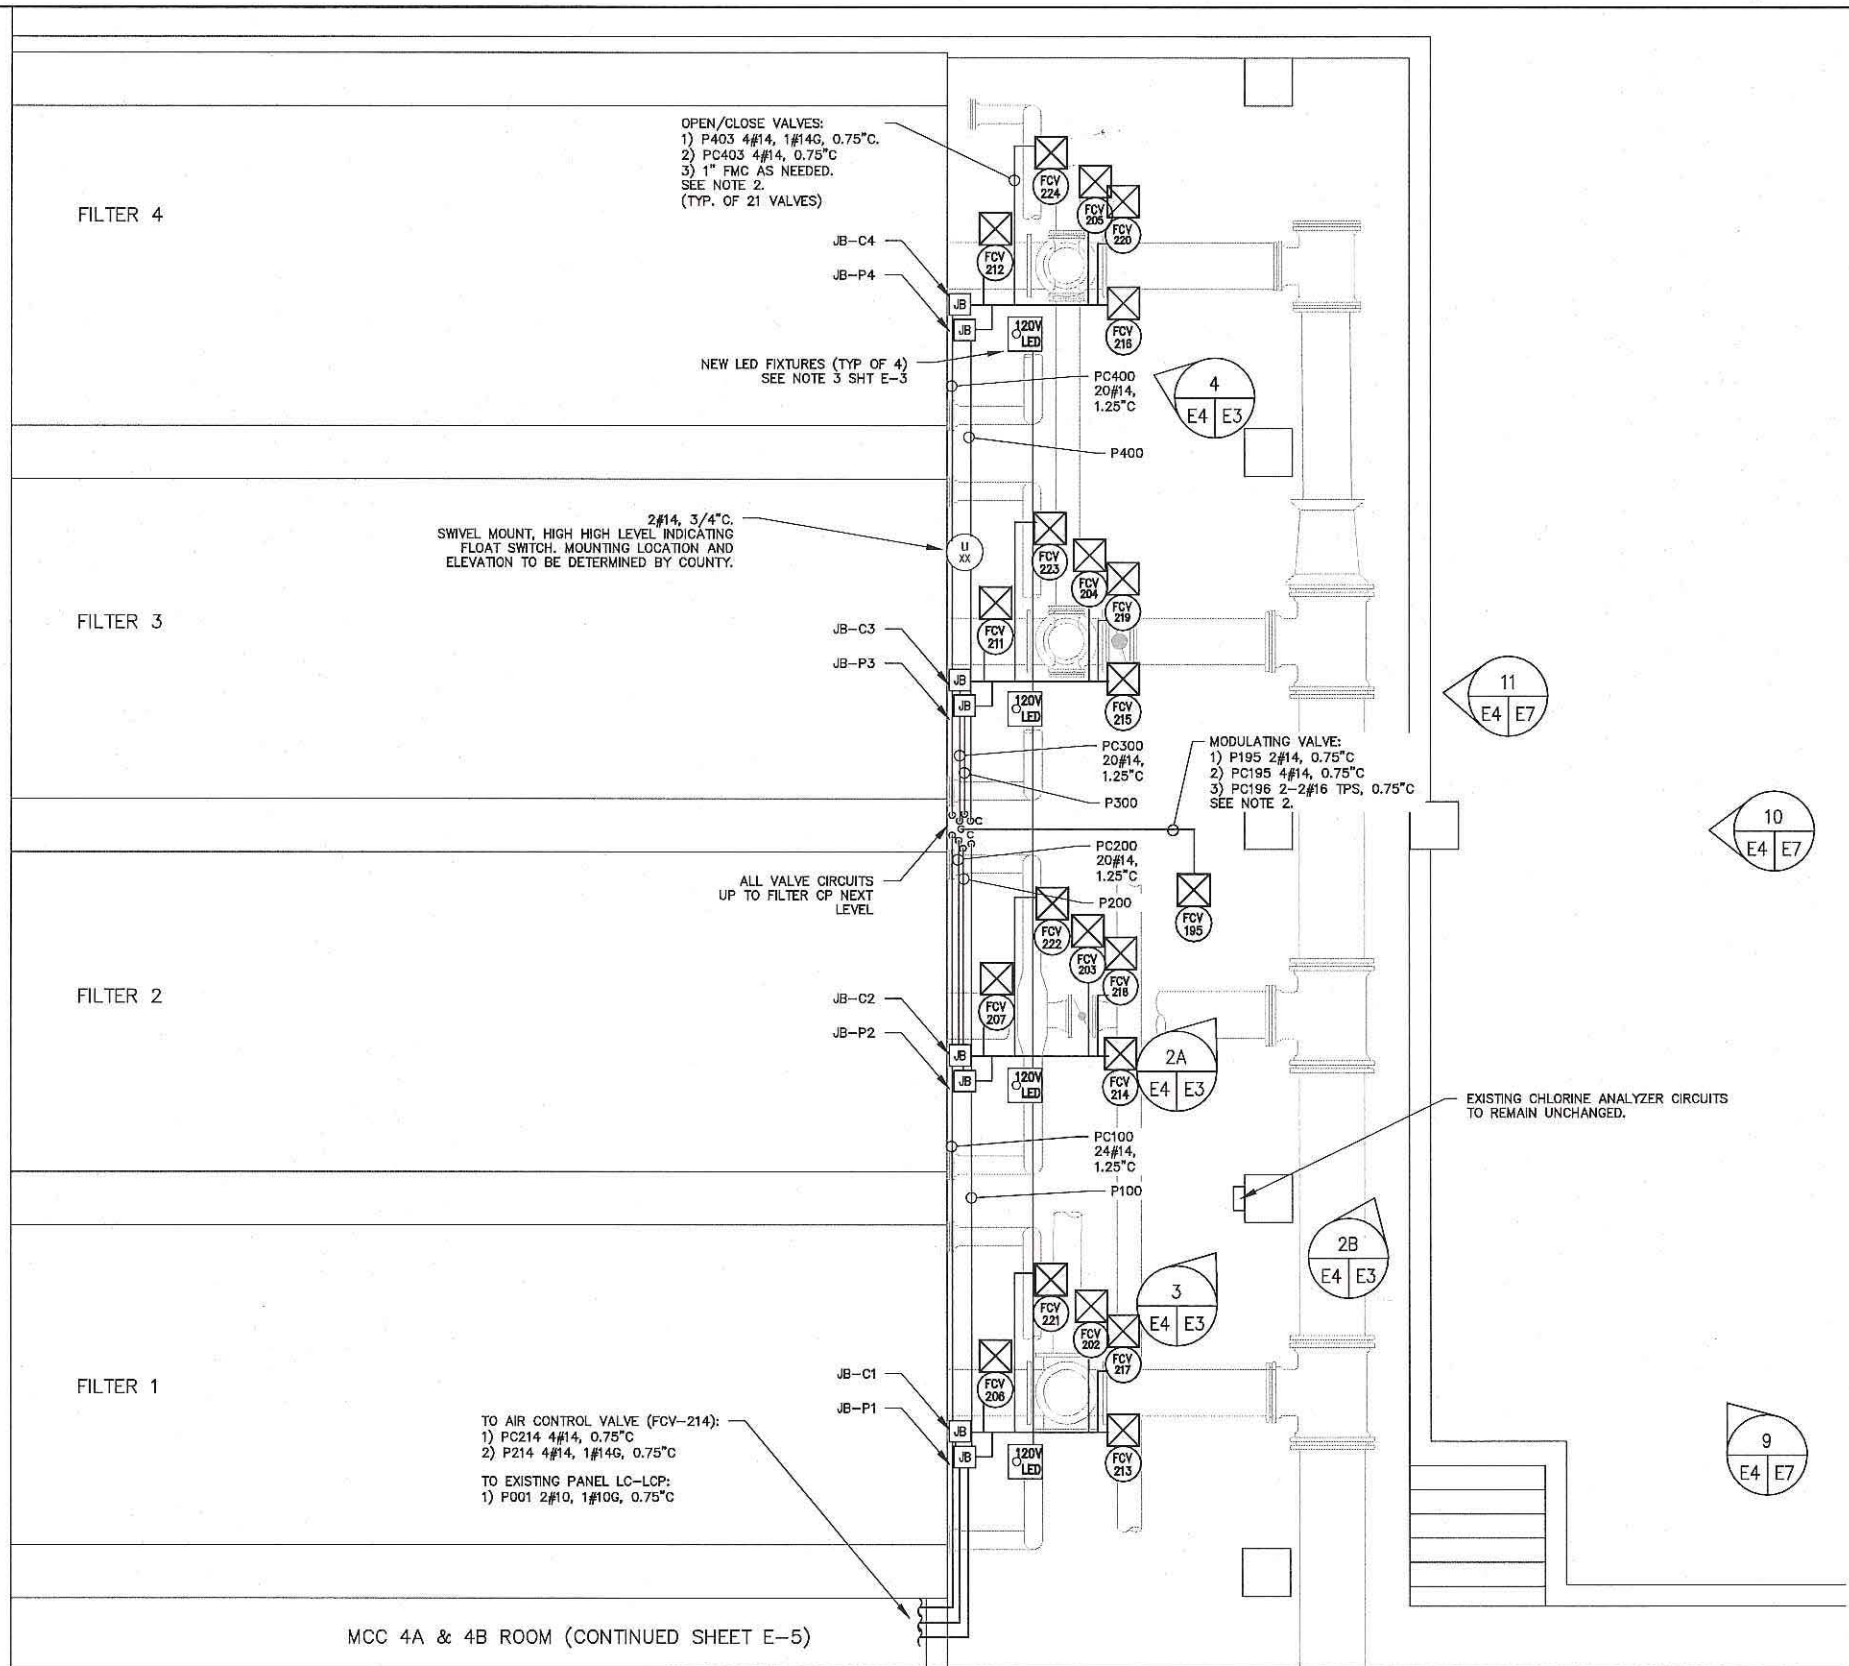 OPEN/CLOSE VALVES:
1) P403 4#14, 1#14G, 0.75"C.
2) PC403 4#14, 0.75"C
3) 1" FMC AS NEEDED.
SEE NOTE 2.
(TYP. OF 21 VALVES)
FILTER 4
FCV
224
FCV
205
FCV
220
FCV
212
JB-C4
JB-P4
JB
JB
120V
LED
FCV
216
NEW LED FIXTURES (TYP OF 4)
SEE NOTE 3 SHT E-3
PC400
20#14,
1.25"C
4
E4 E3
P400
2#14, 3/4"C.
SWIVEL MOUNT, HIGH HIGH LEVEL INDICATING
FLOAT SWITCH. MOUNTING LOCATION AND
ELEVATION TO BE DETERMINED BY COUNTY.
LI
XX
FILTER 3
FCV
223
FCV
204
FCV
219
FCV
211
JB-C3
JB-P3
JB
JB
120V
LED
FCV
215
11
E4 E7
PC300
20#14,
1.25"C
P300
MODULATING VALVE:
1) P195 2#14, 0.75"C
2) PC195 4#14, 0.75"C
3) PC196 2-2#16 TPS, 0.75"C
SEE NOTE 2.
10
E4 E7
C
C
ALL VALVE CIRCUITS
UP TO FILTER CP NEXT
LEVEL
PC200
20#14,
1.25"C
P200
FCV
195
FILTER 2
FCV
222
FCV
203
FCV
218
FCV
207
JB-C2
JB-P2
JB
JB
120V
LED
FCV
214
2A
E4 E3
EXISTING CHLORINE ANALYZER CIRCUITS
TO REMAIN UNCHANGED.
PC100
24#14,
1.25"C
P100
2B
E4 E3
3
E4 E3
FILTER 1
FCV
221
FCV
202
FCV
217
FCV
206
JB-C1
JB-P1
JB
JB
120V
LED
FCV
213
9
E4 E7
TO AIR CONTROL VALVE (FCV-214):
1) PC214 4#14, 0.75"C
2) P214 4#14, 1#14G, 0.75"C
TO EXISTING PANEL LC-LCP:
1) P001 2#10, 1#10G, 0.75"C
MCC 4A & 4B ROOM (CONTINUED SHEET E-5)